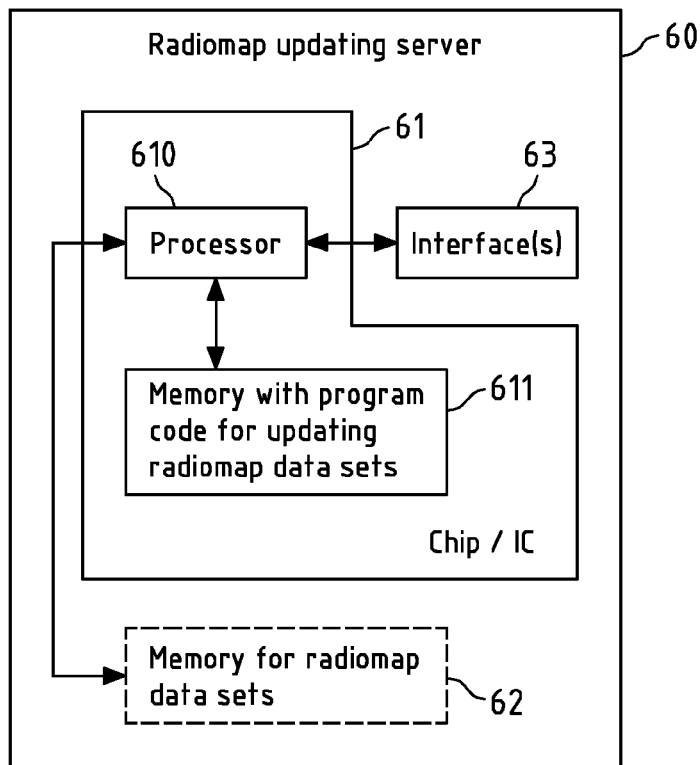 Radiomap updating server
60
61
610
63
Processor
Interface(s)
Memory with program
code for updating
radiomap data sets
611
Chip / IC
Memory for radiomap
data sets
62